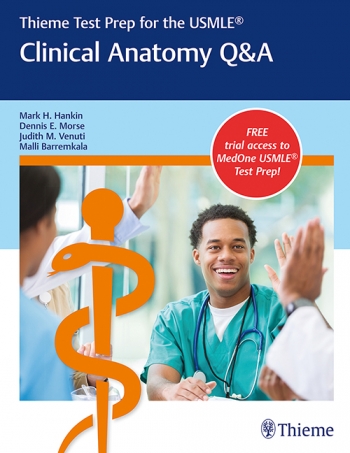 Thieme Test Prep for the USMLE®
Clinical Anatomy Q&A
Mark H. Hankin
Dennis E. Morse
Judith M. Venuti
Malli Barremkala
FREE
trial access to
MedOne USMLE®
Test Prep!
Thieme